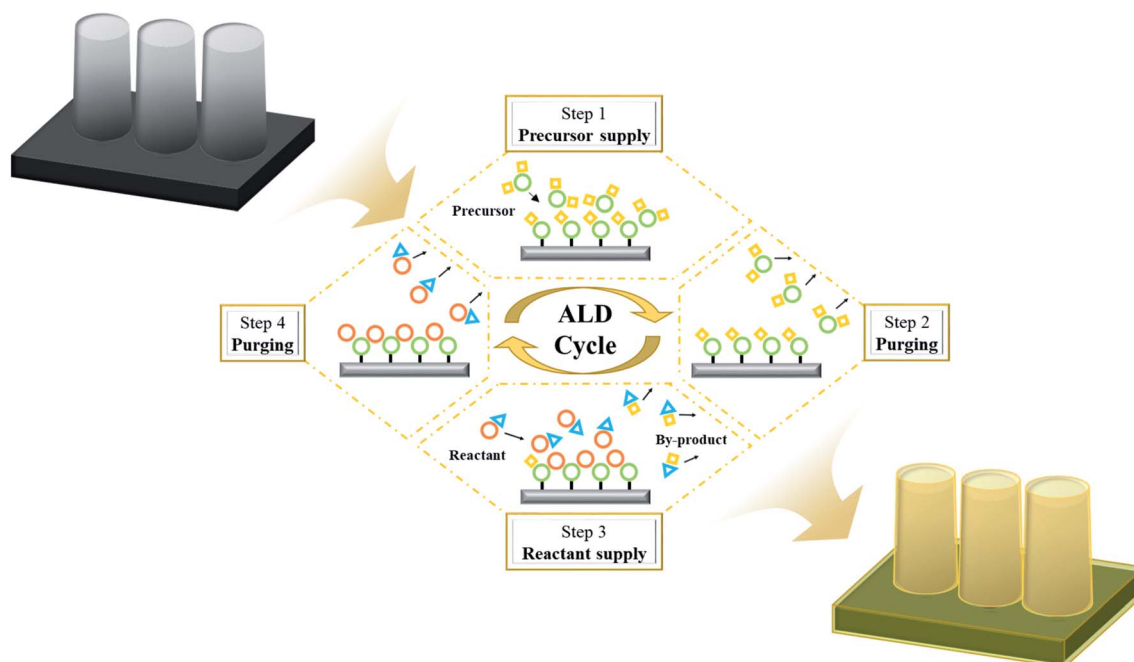 Step 1
Precursor supply
Precursor
Step 4
Purging
ALD
Cycle
Step 2
Purging
Reactant
By-product
Step 3
Reactant supply